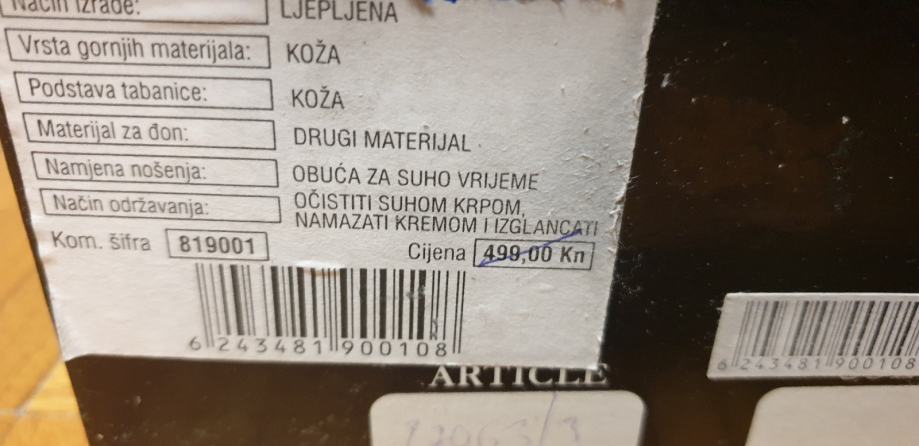 Način izrade: LJEPLJENA
Vrsta gornjih materijala: KOŽA
Podstava tabanice: KOŽA
Materijal za đon: DRUGI MATERIJAL
Namjena nošenja: OBUĆA ZA SUHO VRIJEME
Način održavanja: OČISTITI SUHOM KRPOM,
NAMAZATI KREMOM I IZGLANCATI
Kom. šifra 819001 Cijena 499,00 Kn
6 243481 900108
6 243481 900108
ARTICLE